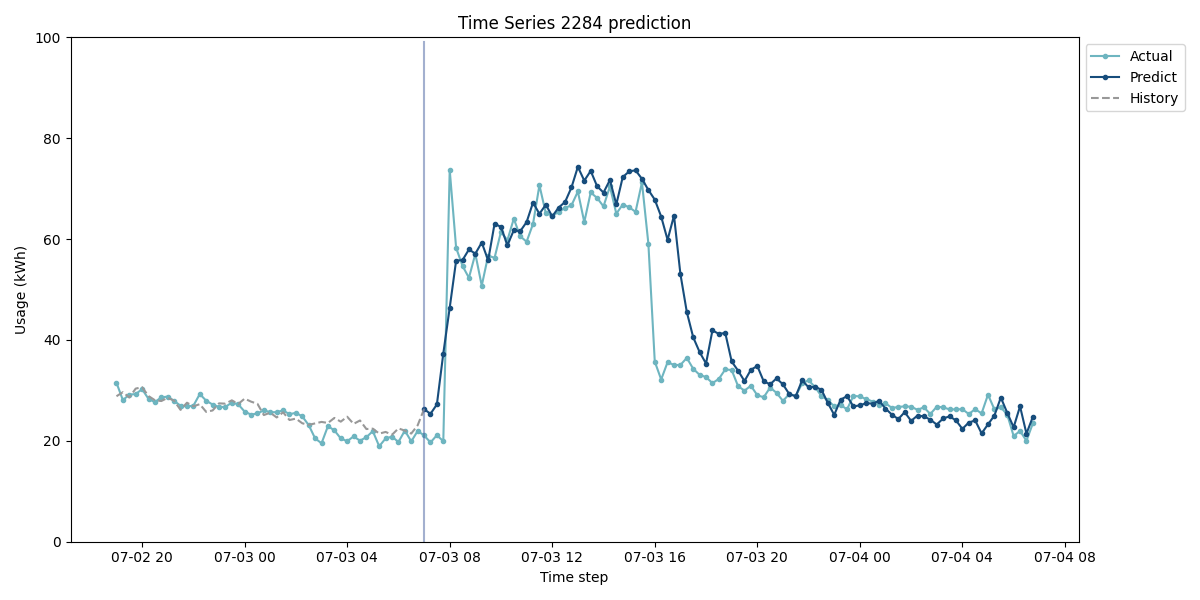 Time Series 2284 prediction
Actual
Predict
History
Usage (kWh)
100
80
60
40
20
0
07-02 20
07-03 00
07-03 04
07-03 08
07-03 12
07-03 16
07-03 20
07-04 00
07-04 04
07-04 08
Time step